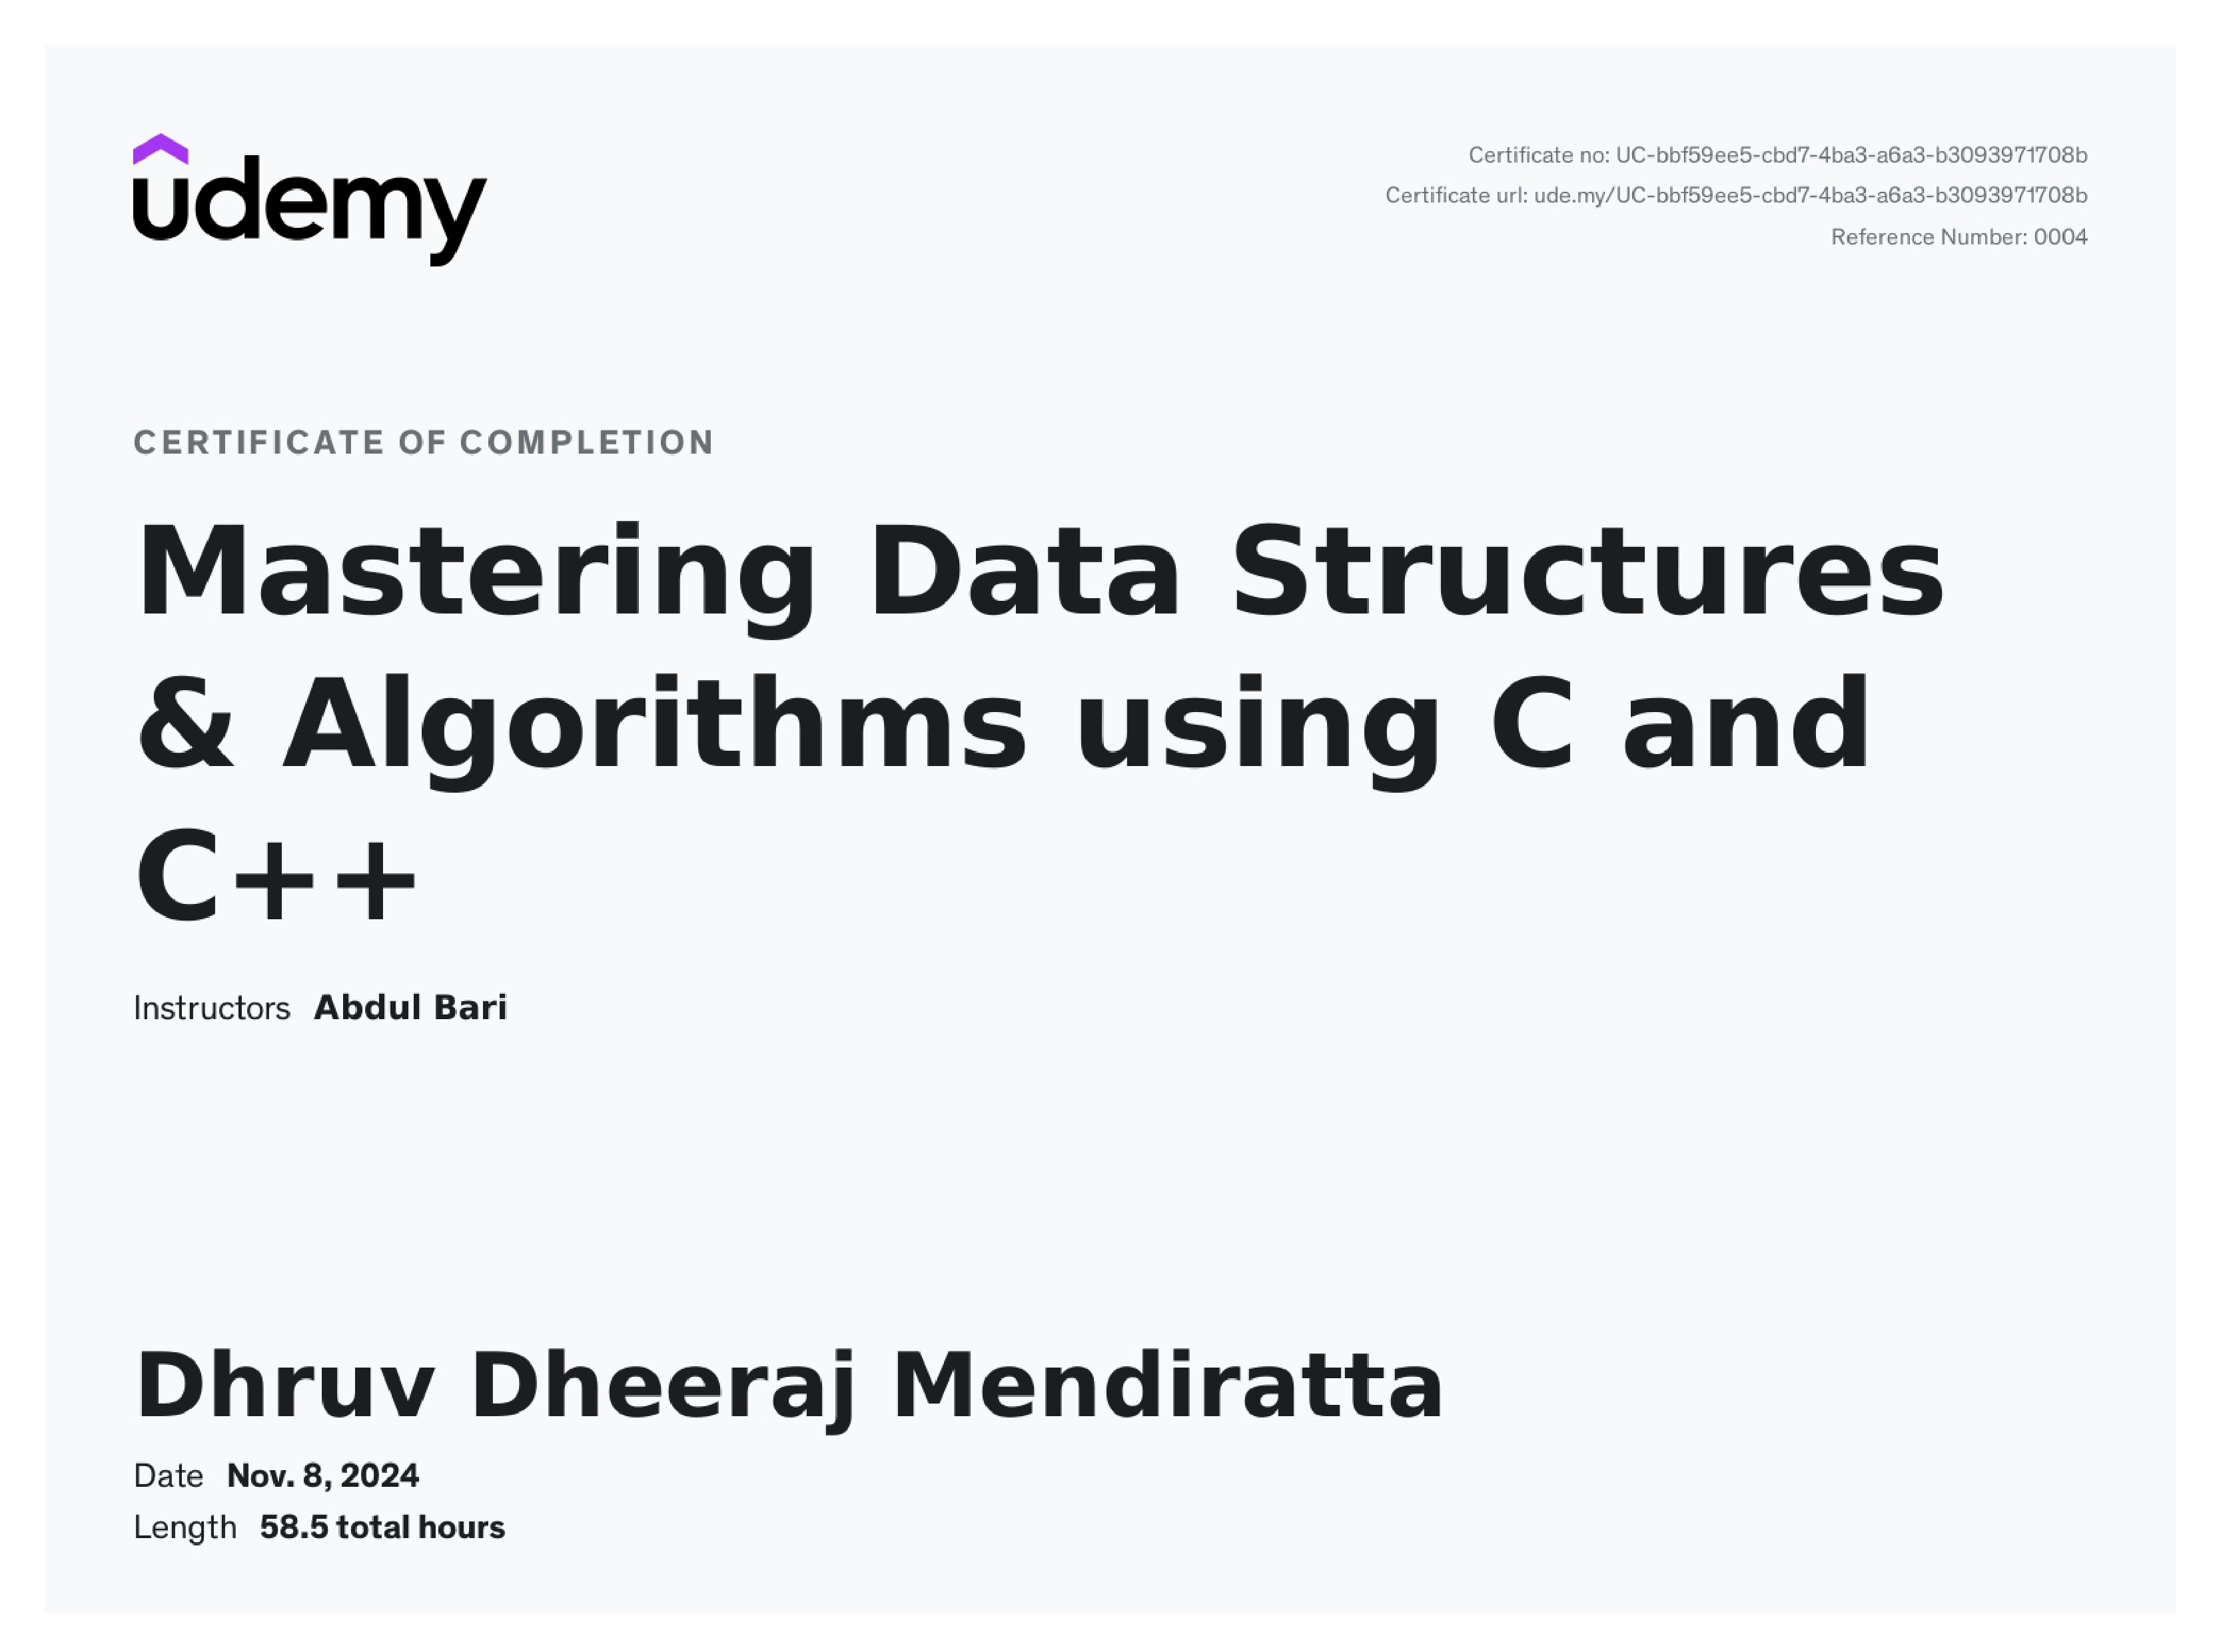 udemy
Certificate no: UC-bbf59ee5-cbd7-4ba3-a6a3-b3093971708b
Certificate url: ude.my/UC-bbf59ee5-cbd7-4ba3-a6a3-b3093971708b
Reference Number: 0004
CERTIFICATE OF COMPLETION
Mastering Data Structures
& Algorithms using C and
C++
Instructors Abdul Bari
Dhruv Dheeraj Mendiratta
Date Nov. 8, 2024
Length 58.5 total hours